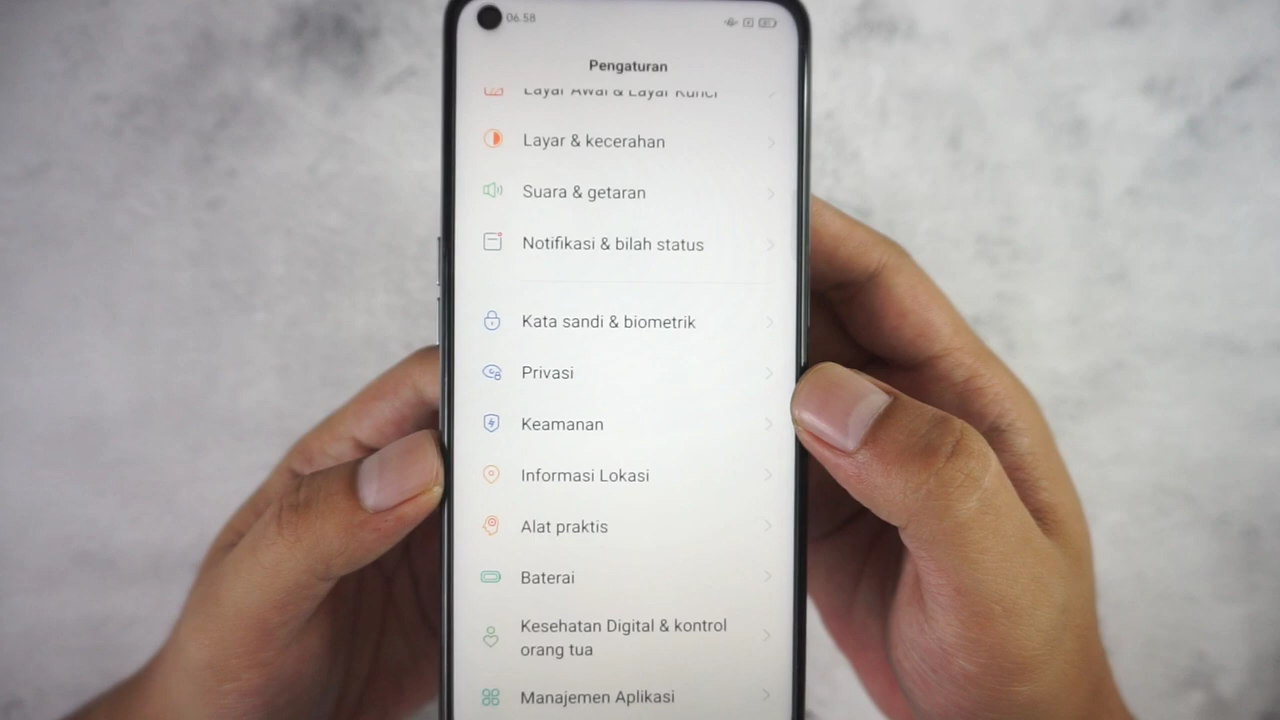 06.58
Pengaturan
Layar Awal & Layar Kunci
Layar & kecerahan
Suara & getaran
Notifikasi & bilah status
Kata sandi & biometrik
Privasi
Keamanan
Informasi Lokasi
Alat praktis
Baterai
Kesehatan Digital & kontrol
orang tua
Manajemen Aplikasi